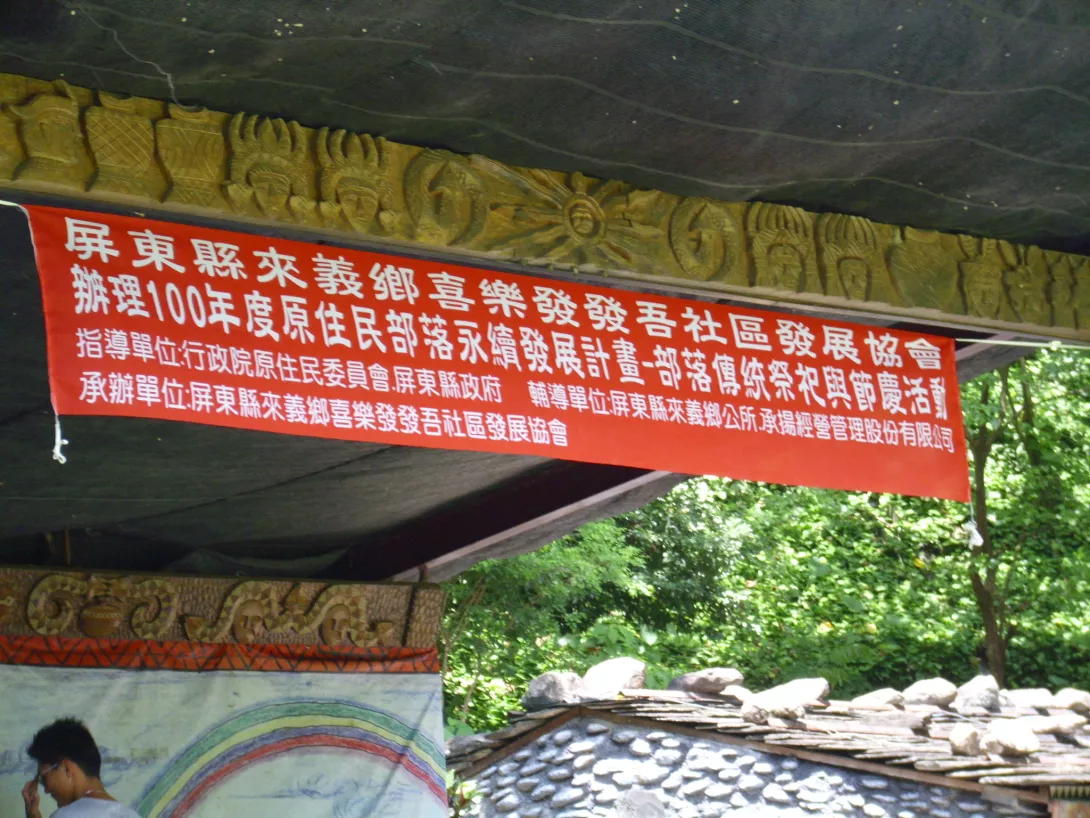 屏東縣來義鄉喜樂發發吾社區發展協會
辦理100年度原住民部落永續發展計畫-部落傳統祭祀與節慶活動
指導單位:行政院原住民委員會.屏東縣政府 輔導單位:屏東縣來義鄉公所.承揚經營管理股份有限公司
承辦單位:屏東縣來義鄉喜樂發發吾社區發展協會